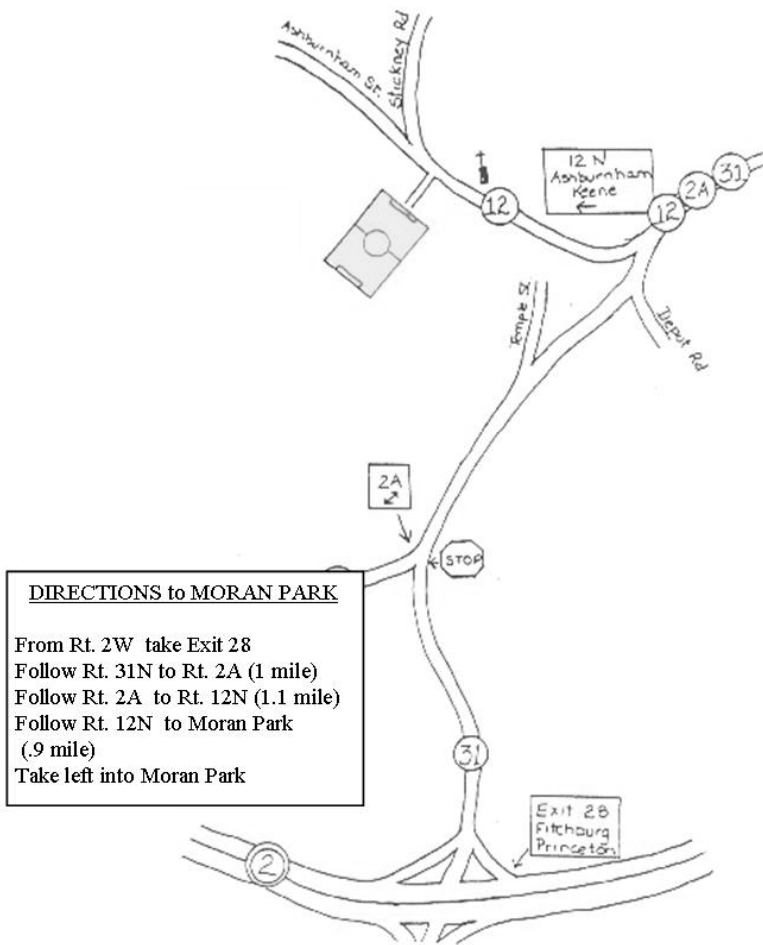 Ashburnham St.
Stickney Rd
12 N
Ashburnham
Keene
12
12
2A
31
Temple St
Depot Rd
2A
STOP
DIRECTIONS to MORAN PARK
From Rt. 2W take Exit 28
Follow Rt. 31N to Rt. 2A (1 mile)
Follow Rt. 2A to Rt. 12N (1.1 mile)
Follow Rt. 12N to Moran Park
(.9 mile)
Take left into Moran Park
31
Exit 28
Fitchburg
Princeton
2